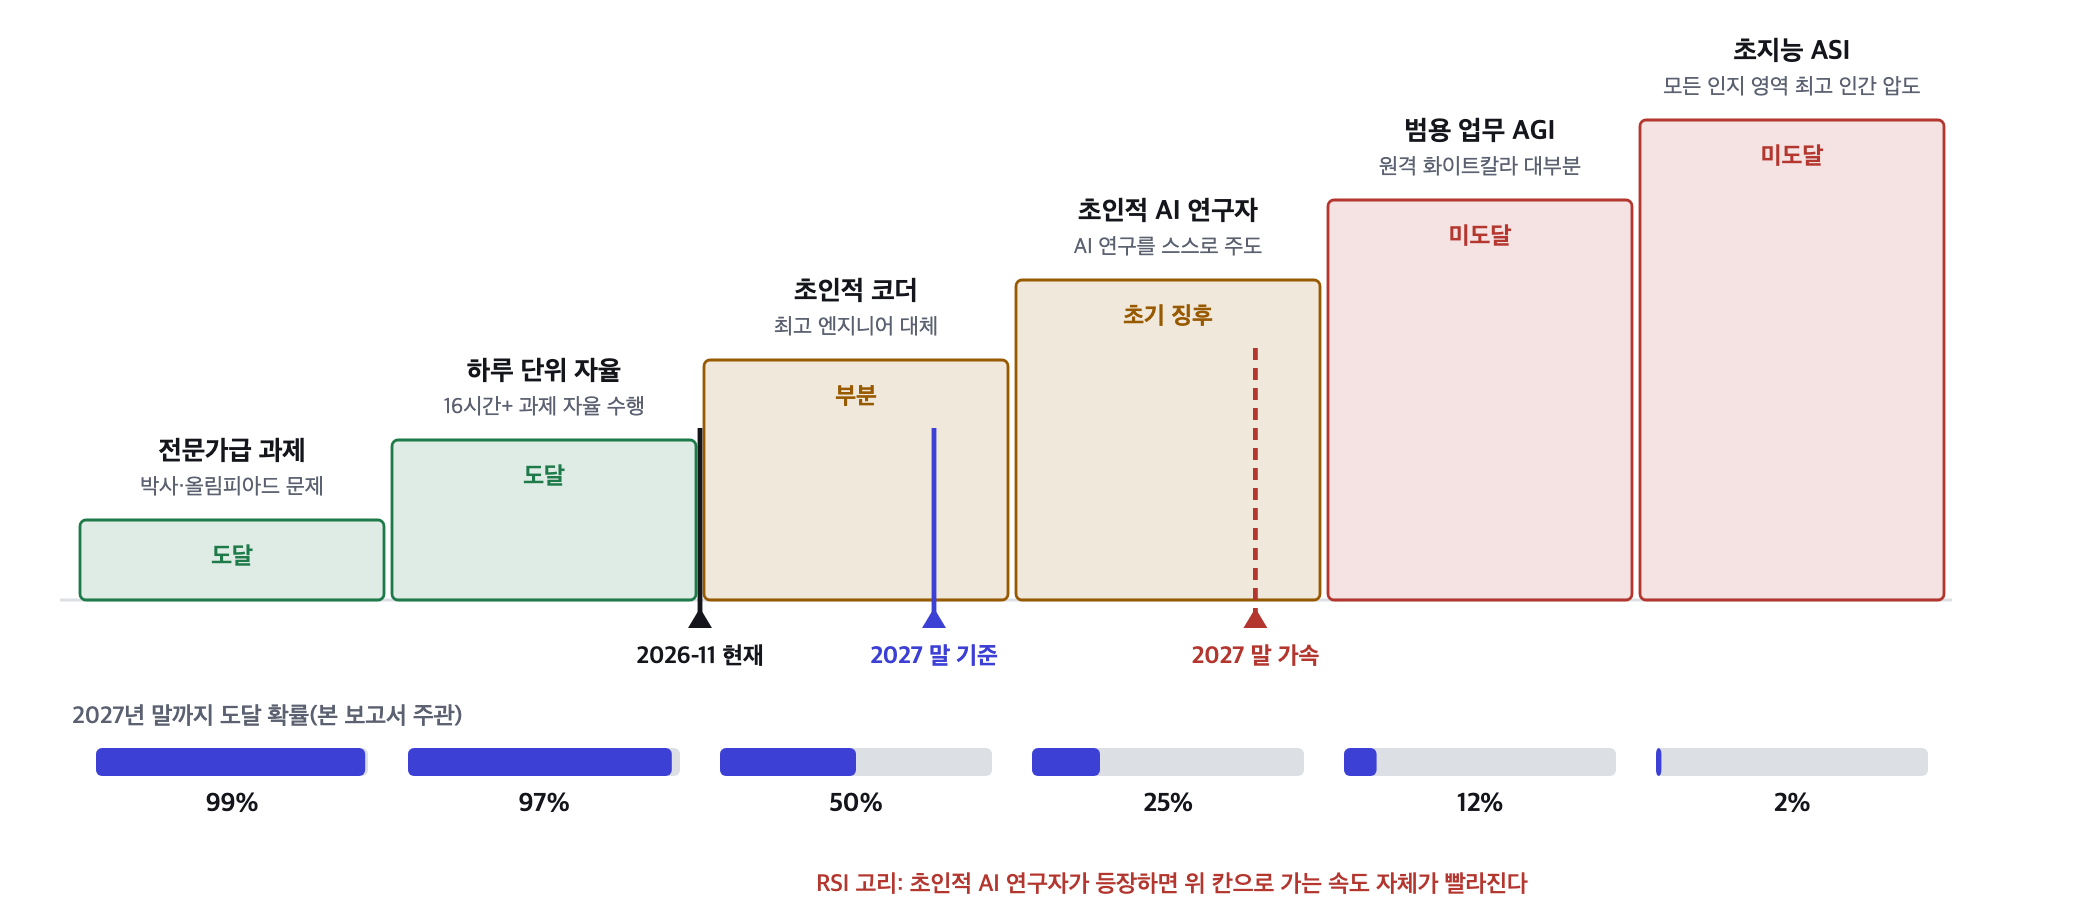 초지능 ASI
모든 인지 영역 최고 인간 압도
미도달
범용 업무 AGI
원격 화이트칼라 대부분
미도달
초인적 AI 연구자
AI 연구를 스스로 주도
초기 징후
초인적 코더
최고 엔지니어 대체
부분
하루 단위 자율
16시간+ 과제 자율 수행
도달
전문가급 과제
박사·올림피아드 문제
도달
2026-11 현재
2027 말 기준
2027 말 가속
2027년 말까지 도달 확률(본 보고서 주관)
99%
97%
50%
25%
12%
2%
RSI 고리: 초인적 AI 연구자가 등장하면 위 칸으로 가는 속도 자체가 빨라진다